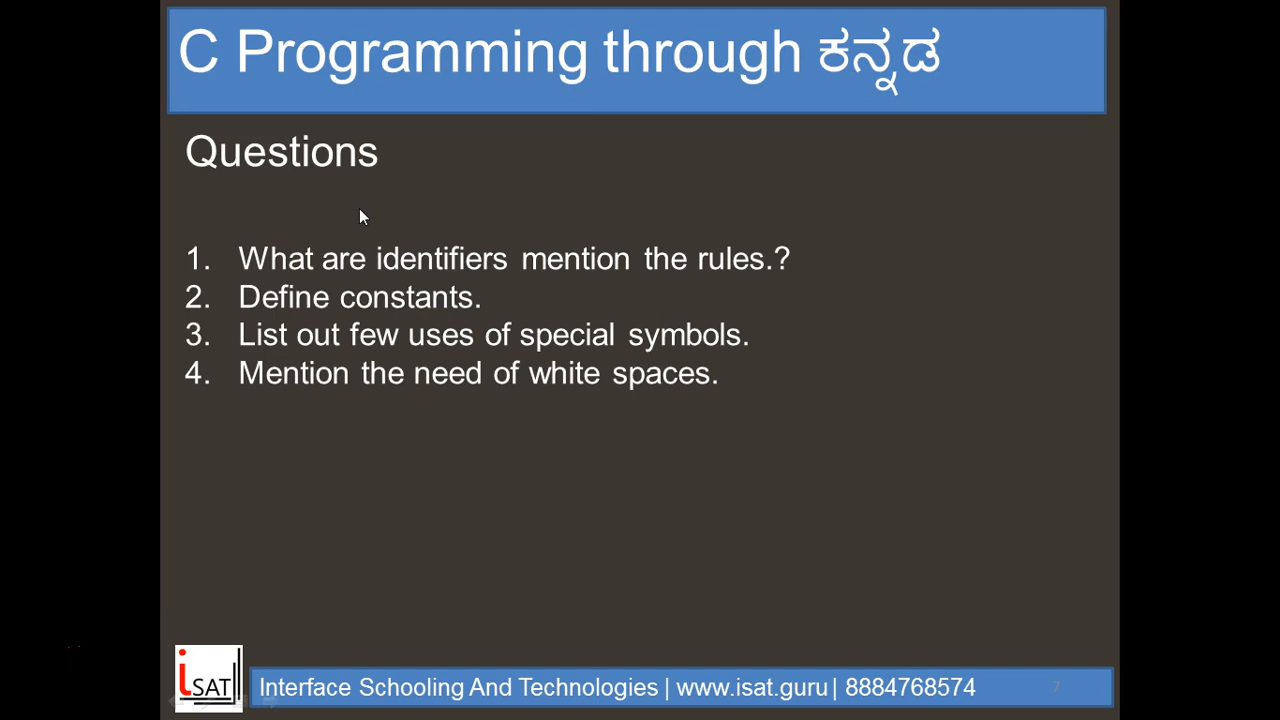 C Programming through ಕನ್ನಡ
Questions
1. What are identifiers mention the rules.?
2. Define constants.
3. List out few uses of special symbols.
4. Mention the need of white spaces.
iSAT
Interface Schooling And Technologies | www.isat.guru | 8884768574
7